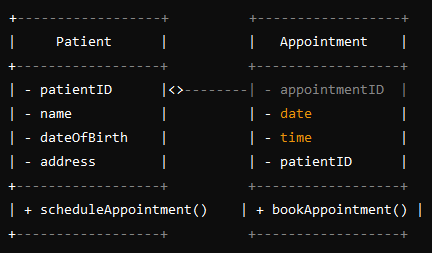 +------------------+          +------------------+
|     Patient      |          |   Appointment    |
+------------------+          +------------------+
| - patientID      |<>--------| - appointmentID  |
| - name           |          | - date           |
| - dateOfBirth    |          | - time           |
| - address        |          | - patientID      |
+------------------+          +------------------+
| + scheduleAppointment()    | + bookAppointment() |
+------------------+          +------------------+